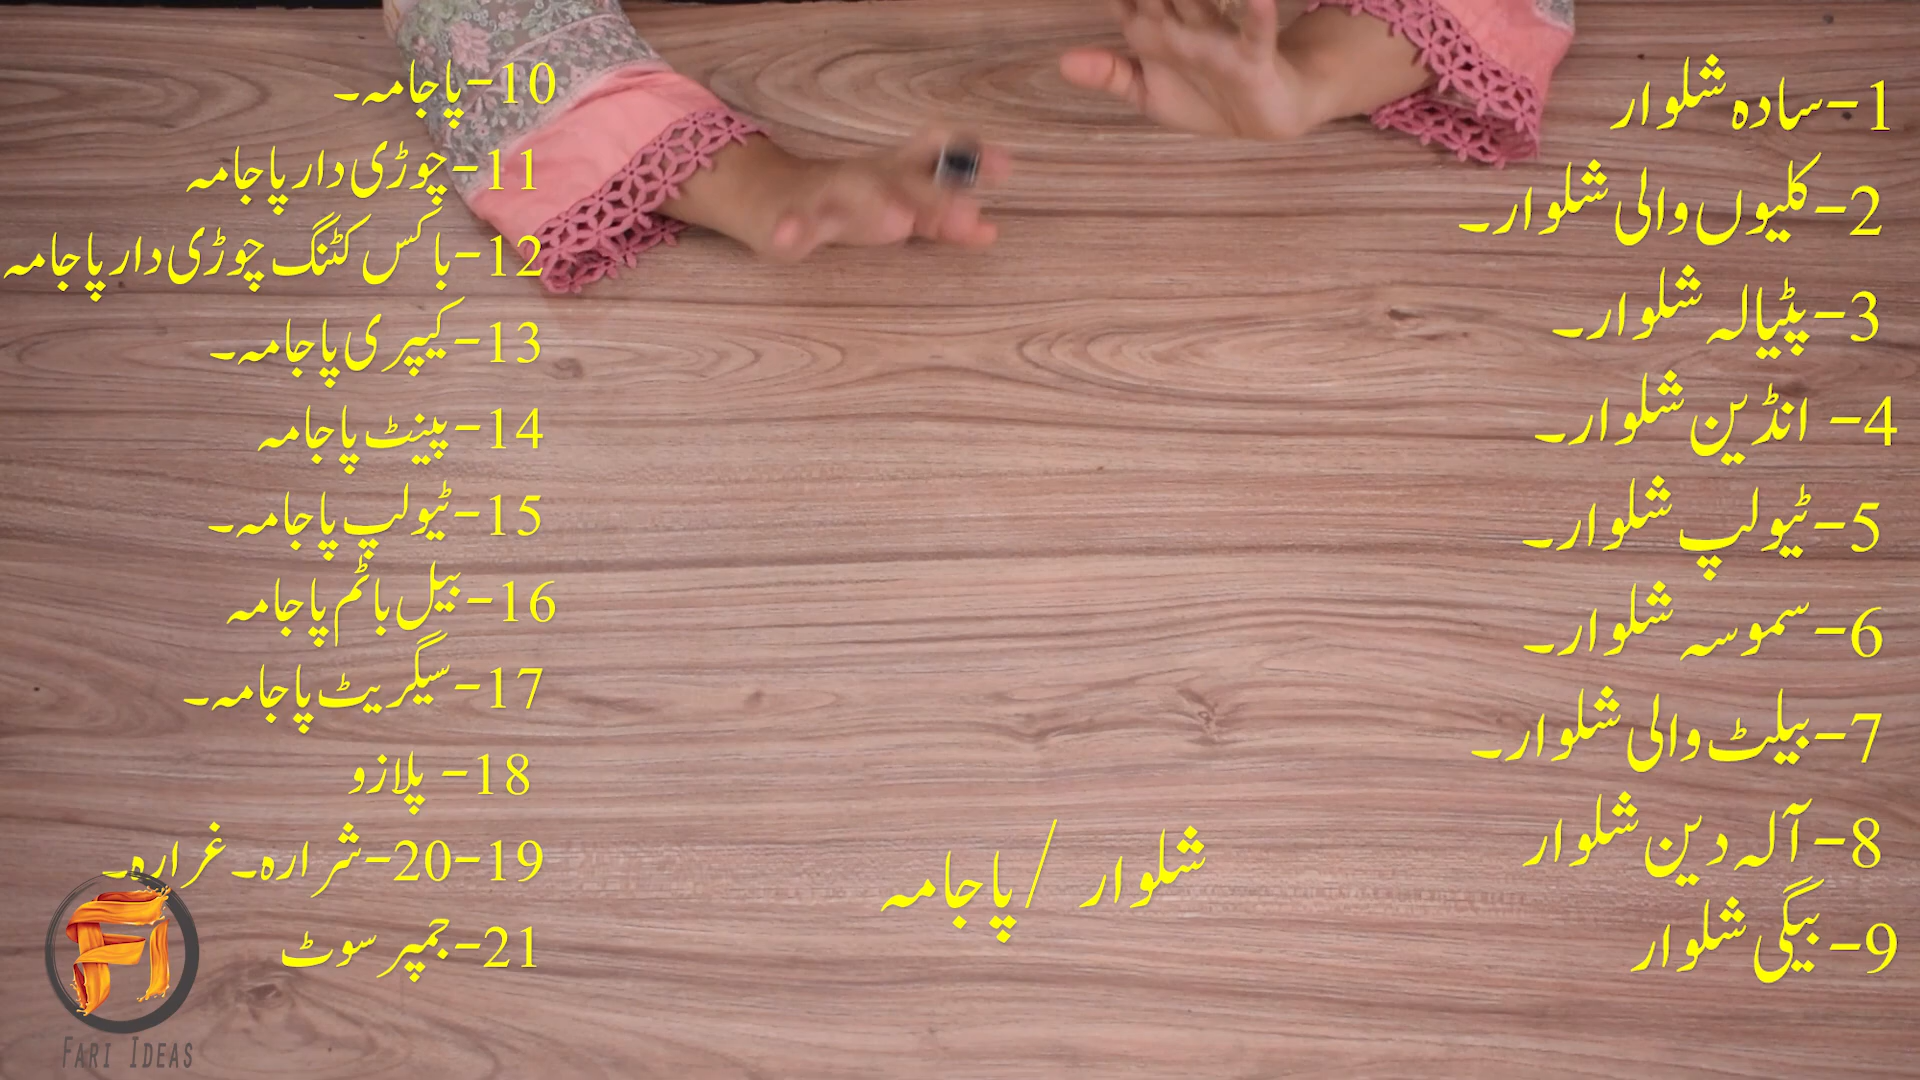 1-سادہ شلوار
2-کلیوں والی شلوار۔
3-پٹیالہ شلوار۔
4- انڈین شلوار۔
5-ٹیولپ شلوار۔
6-سموسہ شلوار۔
7-بیلٹ والی شلوار۔
8-آلہ دین شلوار
9-بیگی شلوار
10-پاجامہ۔
11-چوڑی دار پاجامہ
12-باکس کٹنگ چوڑی دار پاجامہ
13-کیپری پاجامہ۔
14-پینٹ پاجامہ
15-ٹیولپ پاجامہ۔
16-بیل باٹم پاجامہ
17-سیگریٹ پاجامہ۔
18- پلازو
19-20-شرارہ۔غرارہ۔
21-جمپر سوٹ
شلوار / پاجامہ
FARI IDEAS